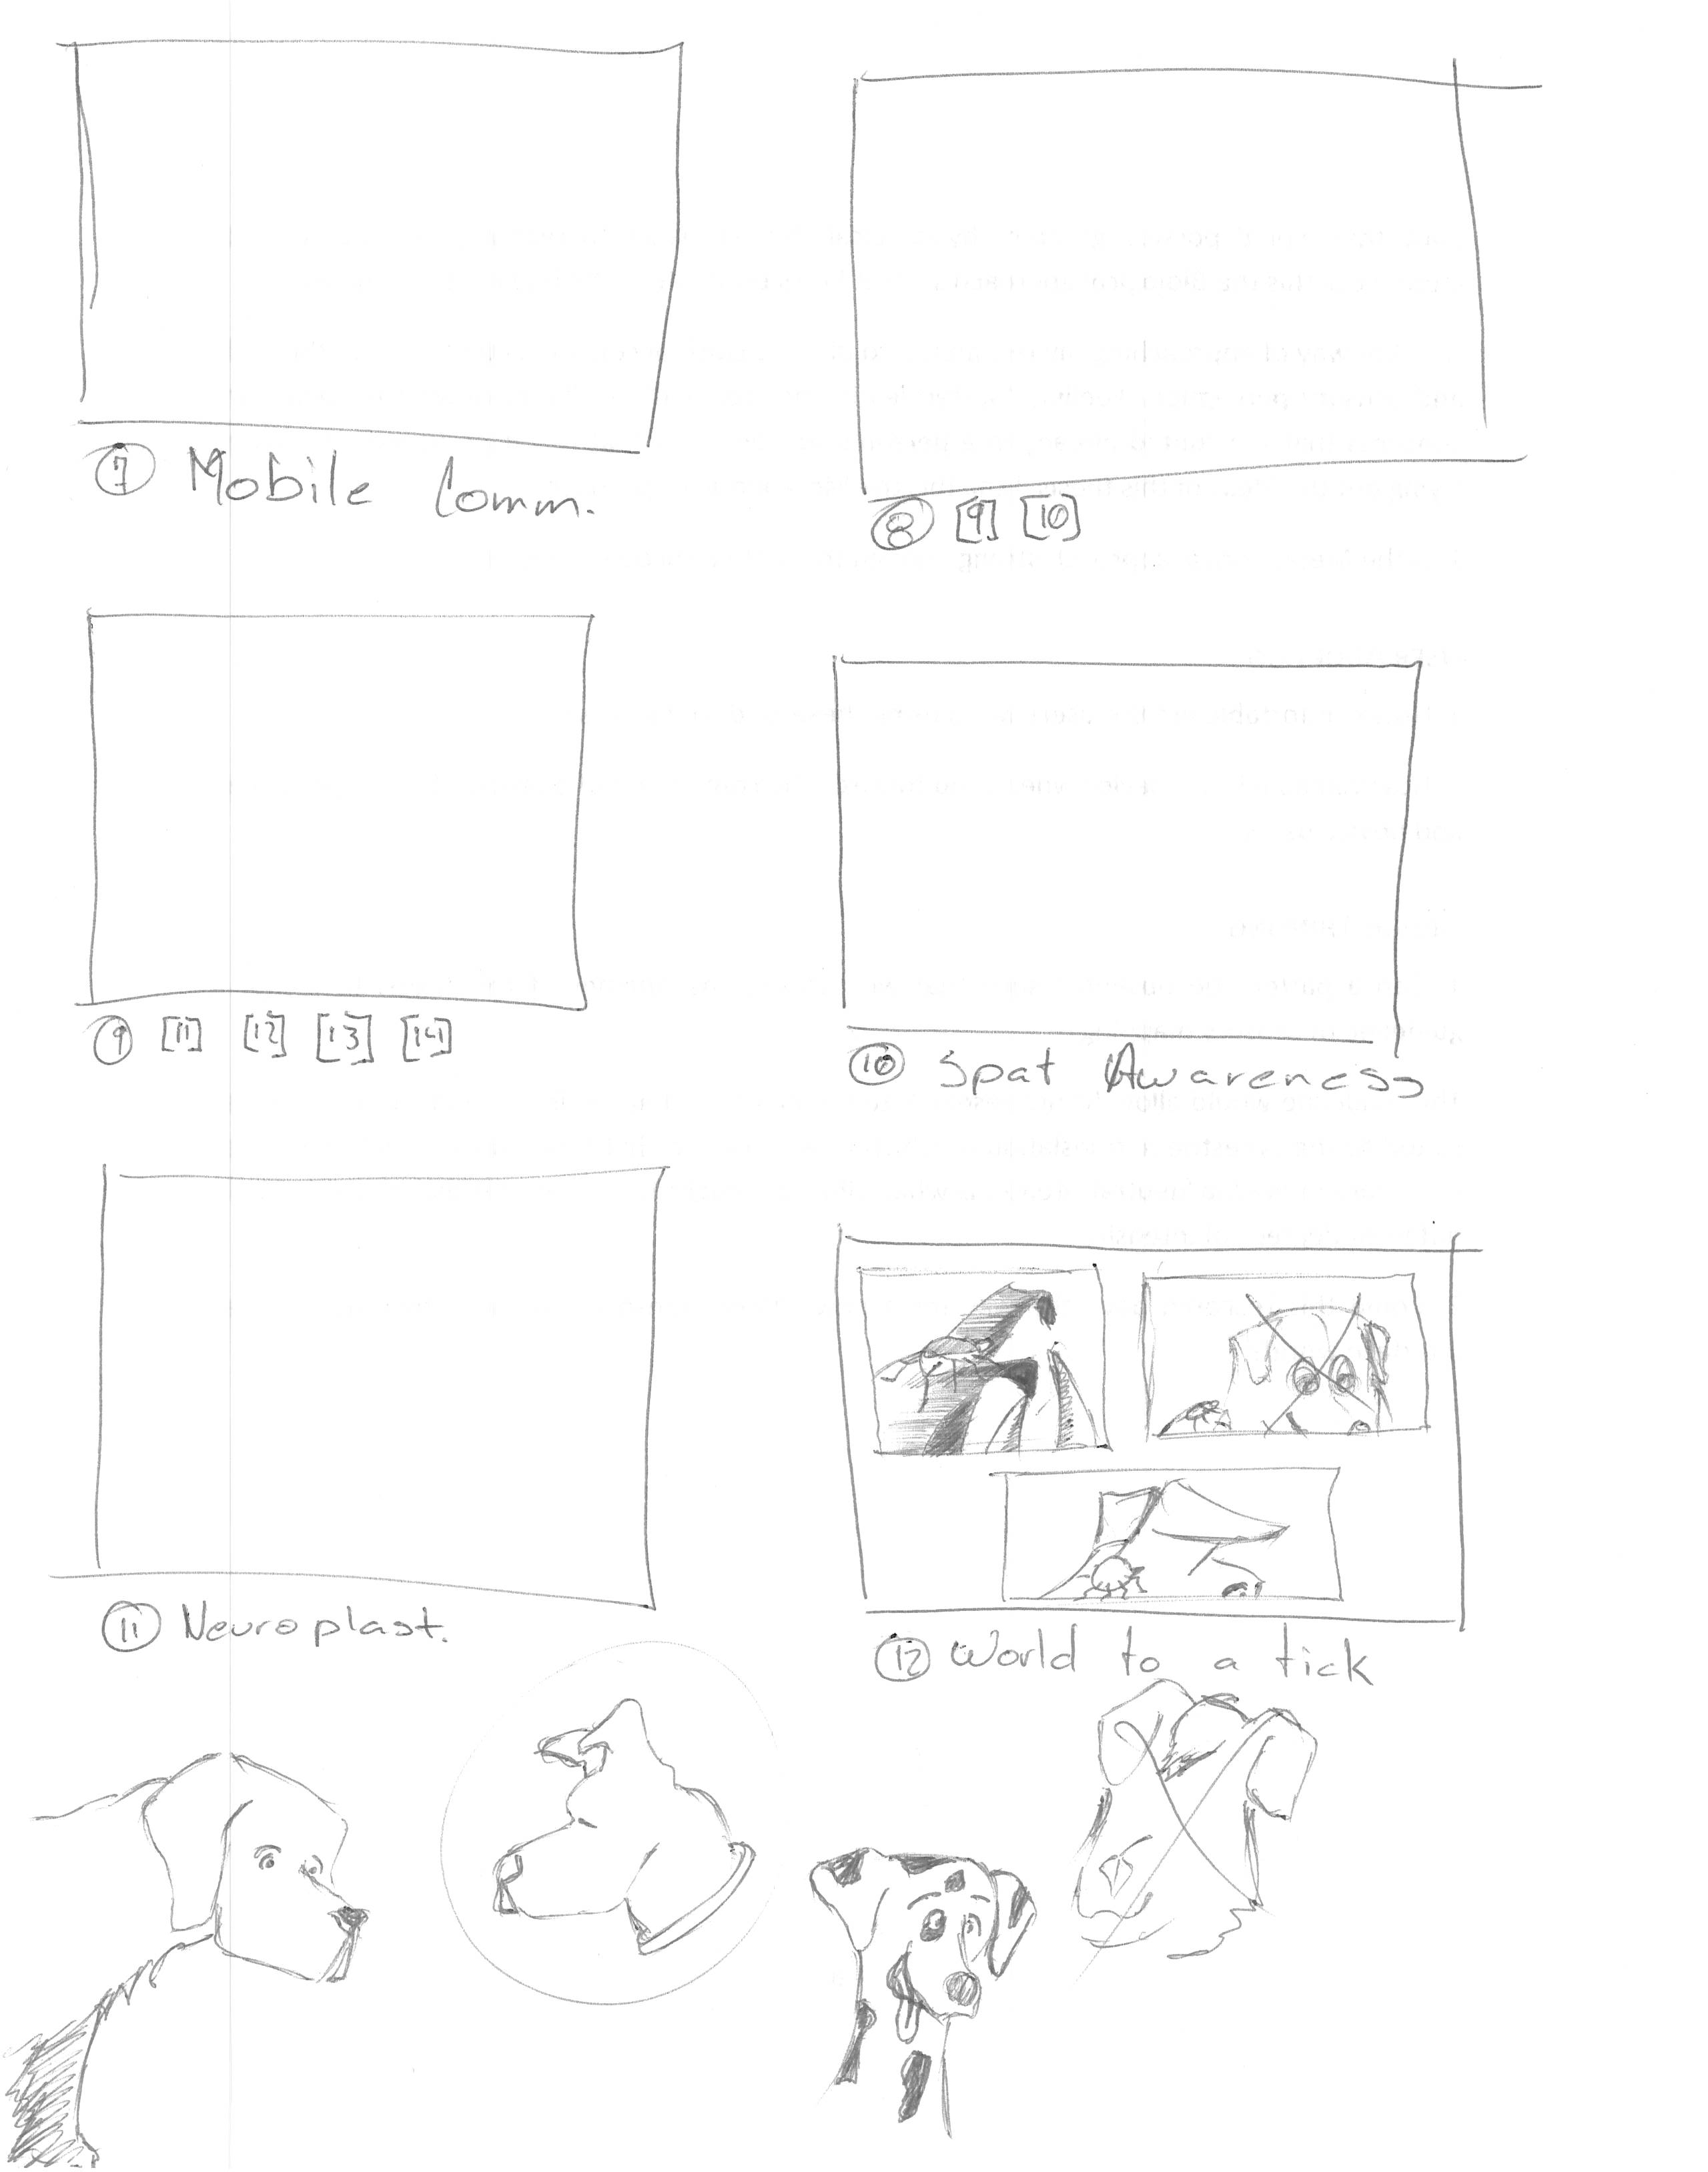 7 Mobile Comm.
8 [9] [10]
9 [11] [12] [13] [14]
10 Spat Awareness
11 Neuroplast.
12 World to a tick